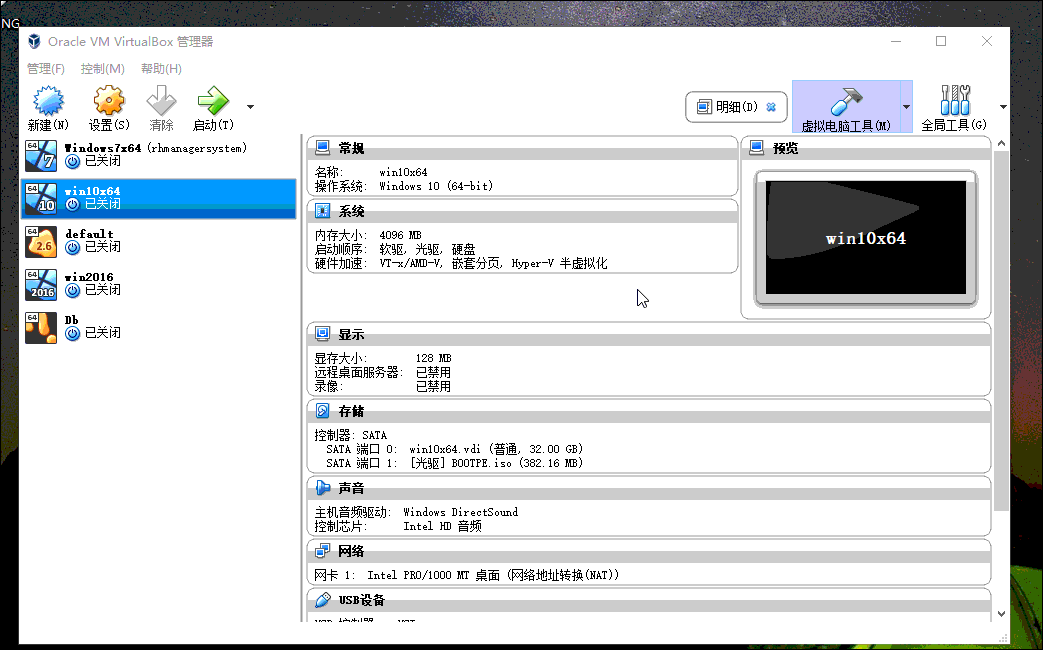 NG
Oracle VM VirtualBox 管理器
管理(F) 控制(M) 帮助(H)
新建(N) 设置(S) 清除 启动(T) 明细(D) 虚拟电脑工具(M) 全局工具(G)
64 7 Windows7x64 (rhmanagersystem)
已关闭
64 10 win10x64
已关闭
64 2.6 default
已关闭
64 2016 win2016
已关闭
64 Db
已关闭
常规
名称: win10x64
操作系统: Windows 10 (64-bit)
系统
内存大小: 4096 MB
启动顺序: 软驱, 光驱, 硬盘
硬件加速: VT-x/AMD-V, 嵌套分页, Hyper-V 半虚拟化
预览
win10x64
显示
显存大小: 128 MB
远程桌面服务器: 已禁用
录像: 已禁用
存储
控制器: SATA
SATA 端口 0: win10x64.vdi (普通, 32.00 GB)
SATA 端口 1: [光驱] BOOTPE.iso (382.16 MB)
声音
主机音频驱动: Windows DirectSound
控制芯片: Intel HD 音频
网络
网卡 1: Intel PRO/1000 MT 桌面 (网络地址转换(NAT))
USB设备